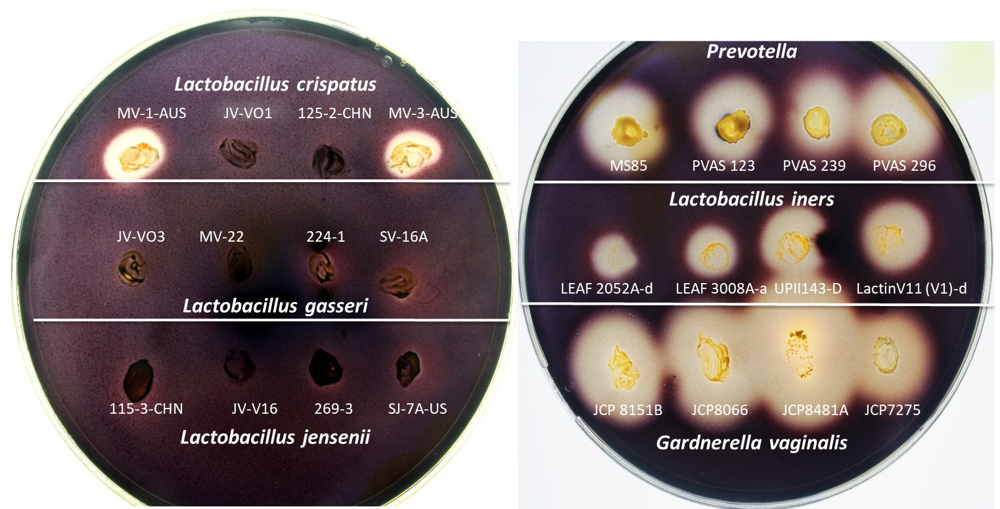 Lactobacillus crispatus
MV-1-AUS JV-VO1 125-2-CHN MV-3-AUS
JV-VO3 MV-22 224-1 SV-16A
Lactobacillus gasseri
115-3-CHN JV-V16 269-3 SJ-7A-US
Lactobacillus jensenii
Prevotella
MS85 PVAS 123 PVAS 239 PVAS 296
Lactobacillus iners
LEAF 2052A-d LEAF 3008A-a UPII143-D LactinV11 (V1)-d
JCP 8151B JCP8066 JCP8481A JCP7275
Gardnerella vaginalis